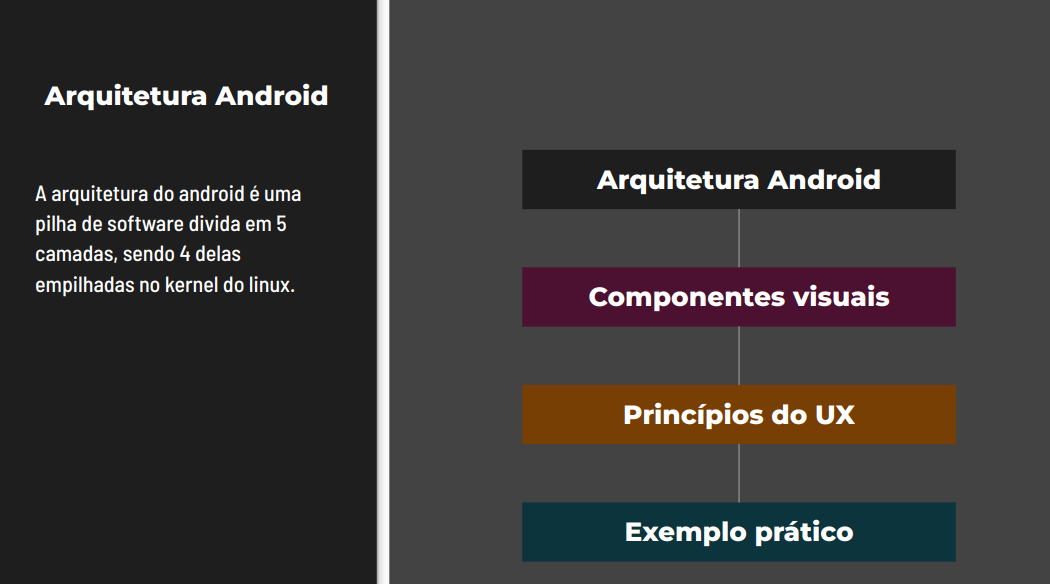 Arquitetura Android
A arquitetura do android é uma
pilha de software divida em 5
camadas, sendo 4 delas
empilhadas no kernel do linux.
Arquitetura Android
Componentes visuais
Princípios do UX
Exemplo prático